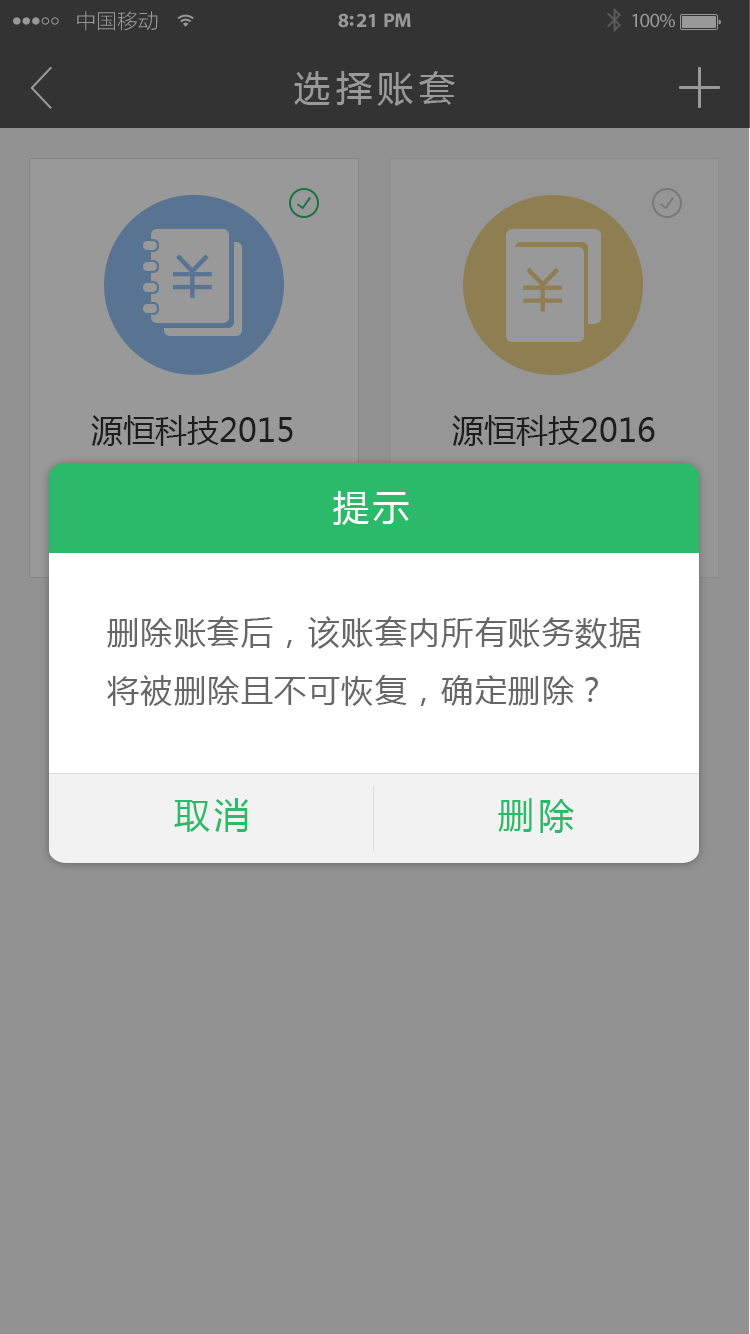 中国移动 8:21 PM 100%
选择账套
源恒科技2015 源恒科技2016
提示
删除账套后，该账套内所有账务数据
将被删除且不可恢复，确定删除？
取消 删除